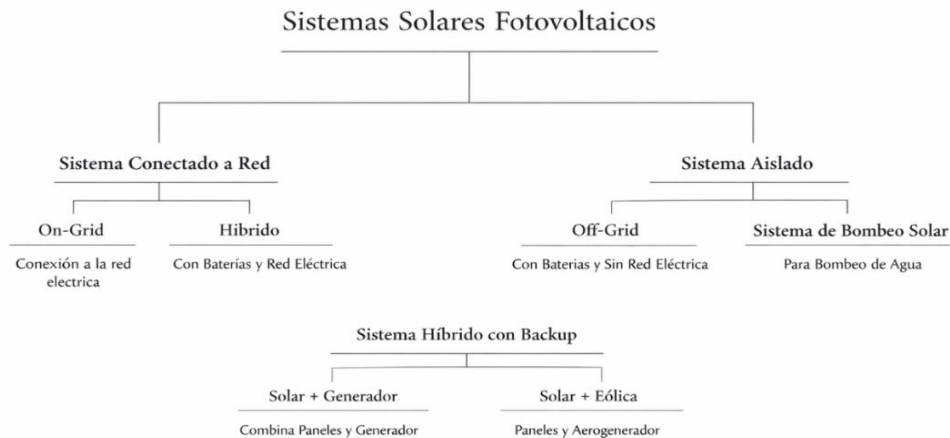 Sistemas Solares Fotovoltaicos
Sistema Conectado a Red
Sistema Aislado
On-Grid
Hibrido
Off-Grid
Sistema de Bombeo Solar
Conexión a la red
electrica
Con Baterías y Red Eléctrica
Con Baterias y Sin Red Eléctrica
Para Bombeo de Agua
Sistema Híbrido con Backup
Solar + Generador
Solar + Eólica
Combina Paneles y Generador
Paneles y Aerogenerador